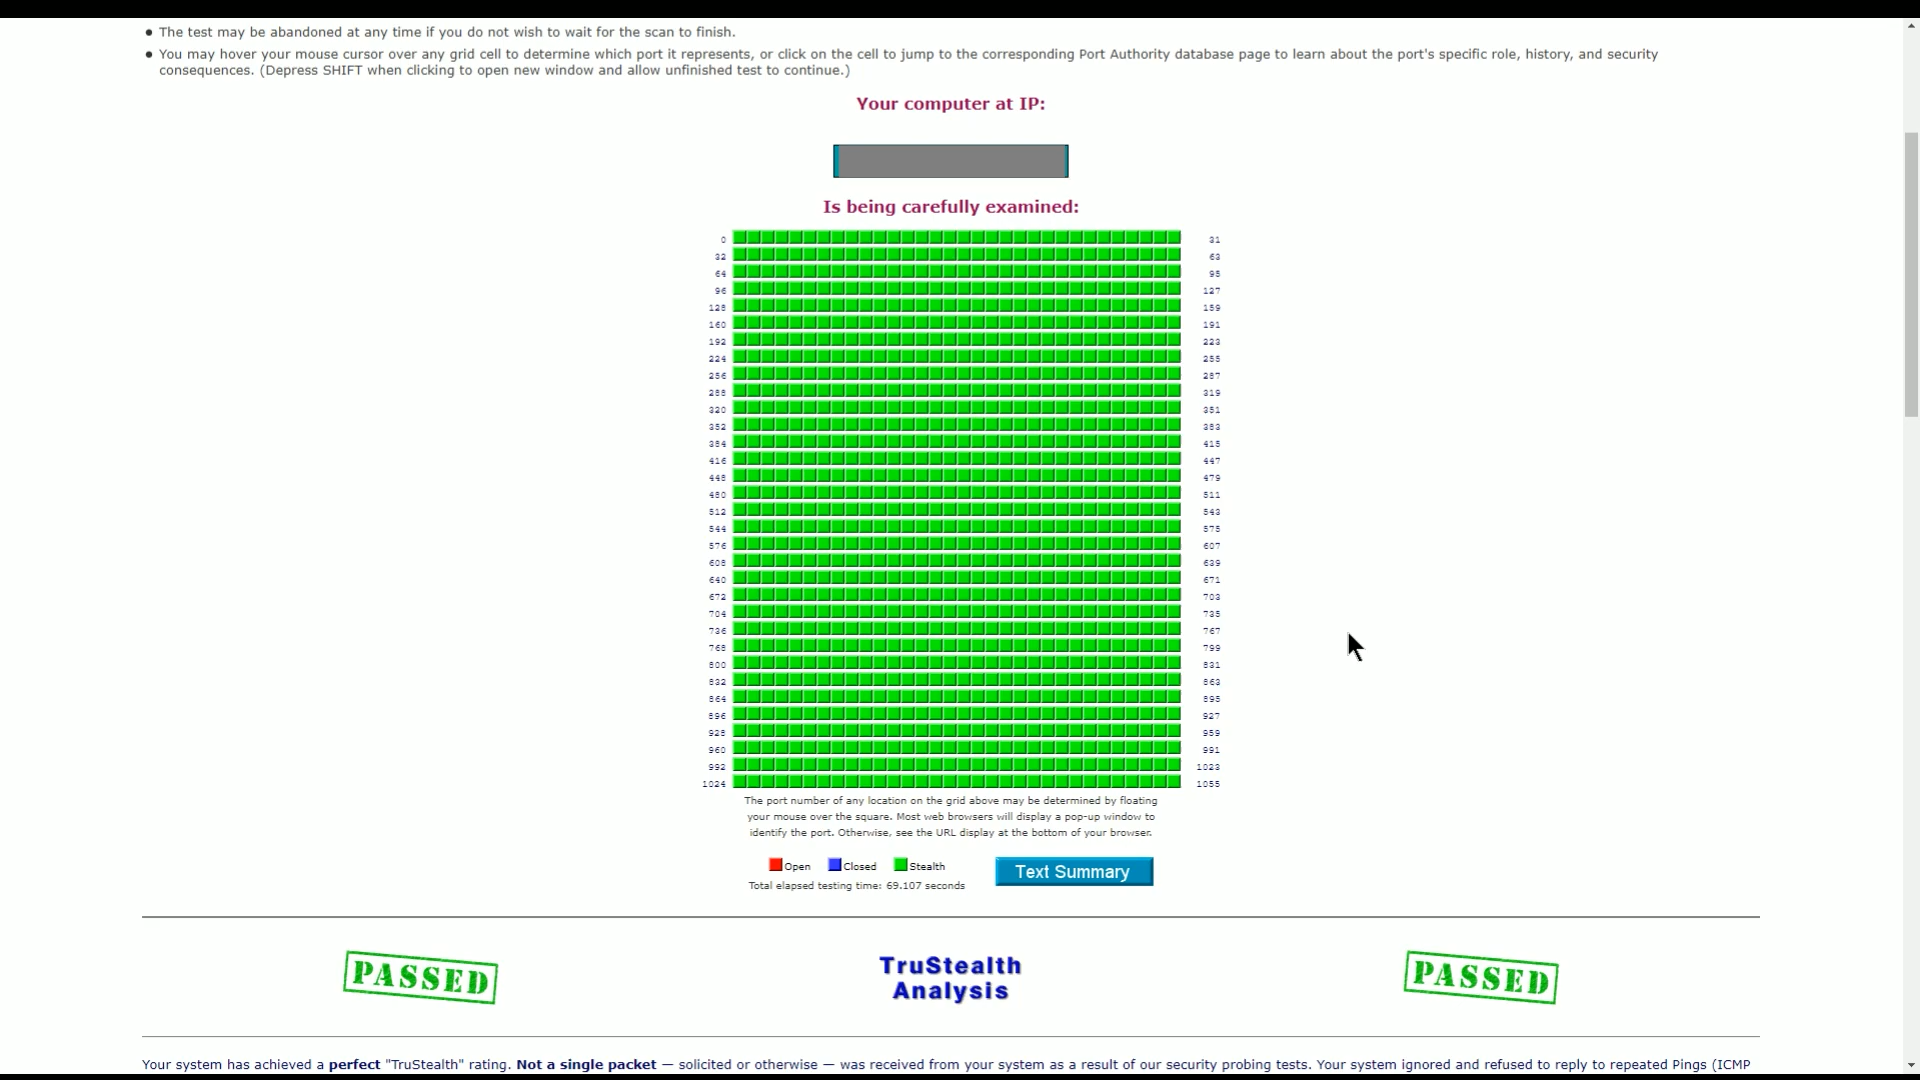 The test may be abandoned at any time if you do not wish to wait for the scan to finish.
You may hover your mouse cursor over any grid cell to determine which port it represents, or click on the cell to jump to the corresponding Port Authority database page to learn about the port's specific role, history, and security
consequences. (Depress SHIFT when clicking to open new window and allow unfinished test to continue.)
Your computer at IP:
Is being carefully examined:
0 31
32 63
64 95
96 127
128 159
160 191
192 223
224 255
256 287
288 319
320 351
352 383
384 415
416 447
448 479
480 511
512 543
544 575
576 607
608 639
640 671
672 703
704 735
736 767
768 799
800 831
832 863
864 895
896 927
928 959
960 991
992 1023
1024 1055
The port number of any location on the grid above may be determined by floating
your mouse over the square. Most web browsers will display a pop-up window to
identify the port. Otherwise, see the URL display at the bottom of your browser.
Open Closed Stealth
Total elapsed testing time: 69.107 seconds
Text Summary
PASSED
TruStealth
Analysis
PASSED
Your system has achieved a perfect "TruStealth" rating. Not a single packet — solicited or otherwise — was received from your system as a result of our security probing tests. Your system ignored and refused to reply to repeated Pings (ICMP